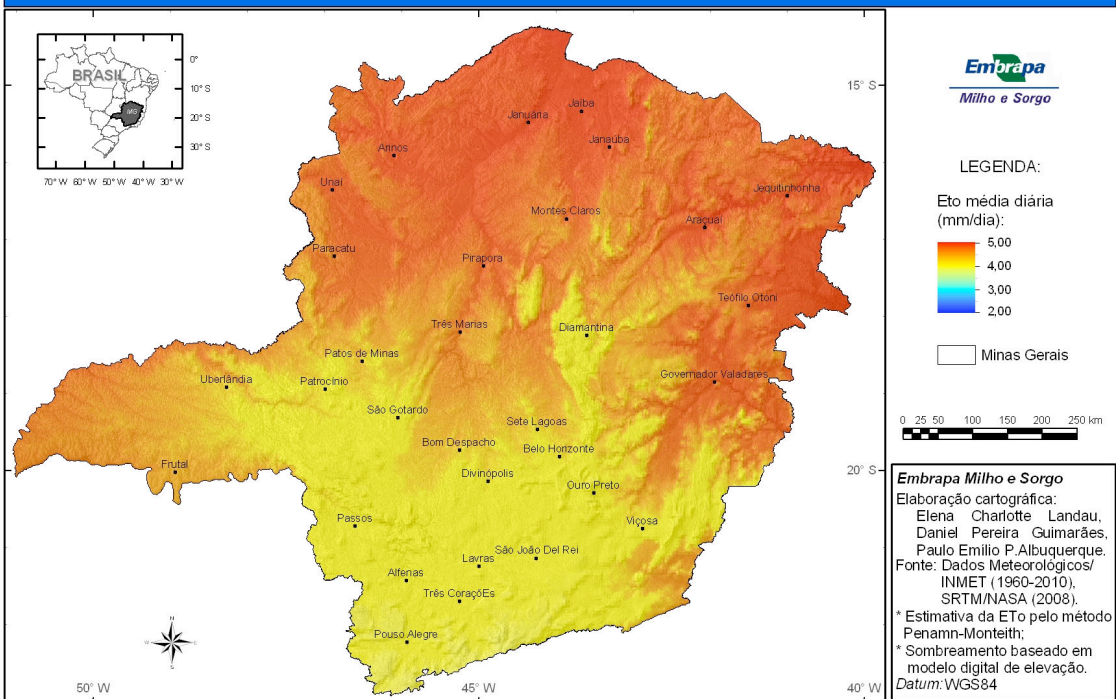 BRASIL
MG
0°
10° S
20° S
30° S
70° W 60° W 50° W 40° W 30° W
15° S
20° S
50° W
45° W
40° W
Jaíba
Januária
Janaúba
Arinos
Unaí
Jequitinhonha
Montes Claros
Araçuaí
Paracatu
Pirapora
Teófilo Otoni
Três Marias
Diamantina
Patos de Minas
Uberlândia
Patrocínio
Governador Valadares
São Gotardo
Sete Lagoas
Bom Despacho
Belo Horizonte
Frutal
Divinópolis
Ouro Preto
Passos
Viçosa
São João Del Rei
Lavras
Alfenas
Três CoraçõEs
Pouso Alegre
N
E
S
W
Embrapa
Milho e Sorgo
LEGENDA:
Eto média diária
(mm/dia):
5,00
4,00
3,00
2,00
Minas Gerais
0 25 50 100 150 200 250 km
Embrapa Milho e Sorgo
Elaboração cartográfica:
Elena Charlotte Landau,
Daniel Pereira Guimarães,
Paulo Emilio P.Albuquerque.
Fonte: Dados Meteorológicos/
INMET (1960-2010),
SRTM/NASA (2008).
* Estimativa da ETo pelo método
Penamn-Monteith;
* Sombreamento baseado em
modelo digital de elevação.
Datum: WGS84